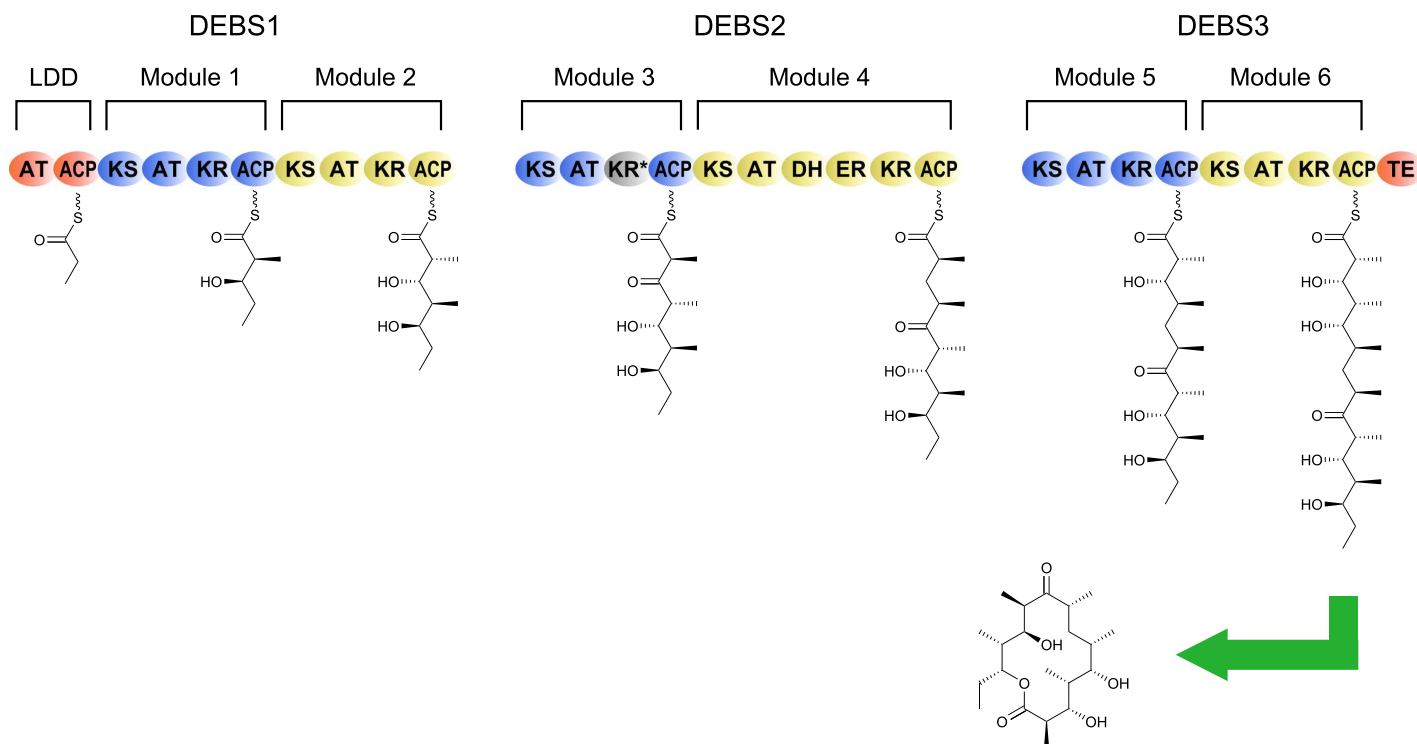 DEBS1 DEBS2 DEBS3
LDD Module 1 Module 2 Module 3 Module 4 Module 5 Module 6
AT ACP KS AT KR ACP KS AT KR ACP KS AT KR* ACP KS AT DH ER KR ACP KS AT KR ACP KS AT KR ACP TE
S S S S S S S
O O O O O O O
HO HO O HO HO
HO HO O HO
HO HO O
HO HO O
HO HO HO
HO
HO
O
OH
O OH
O OH